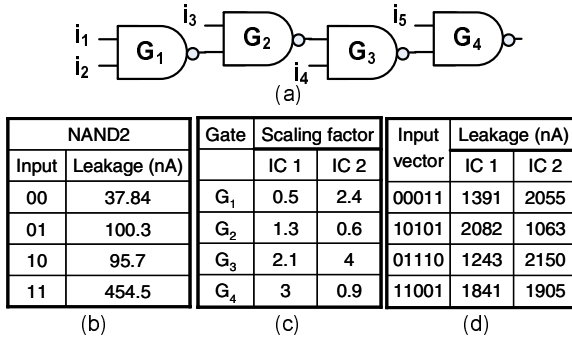 i3
i5
i1
G1
G2
G3
G4
i2
i4
(a)
NAND2
Input Leakage (nA)
00 37.84
01 100.3
10 95.7
11 454.5
(b)
Gate Scaling factor
IC 1 IC 2
G1 0.5 2.4
G2 1.3 0.6
G3 2.1 4
G4 3 0.9
(c)
Input vector Leakage (nA)
IC 1 IC 2
00011 1391 2055
10101 2082 1063
01110 1243 2150
11001 1841 1905
(d)